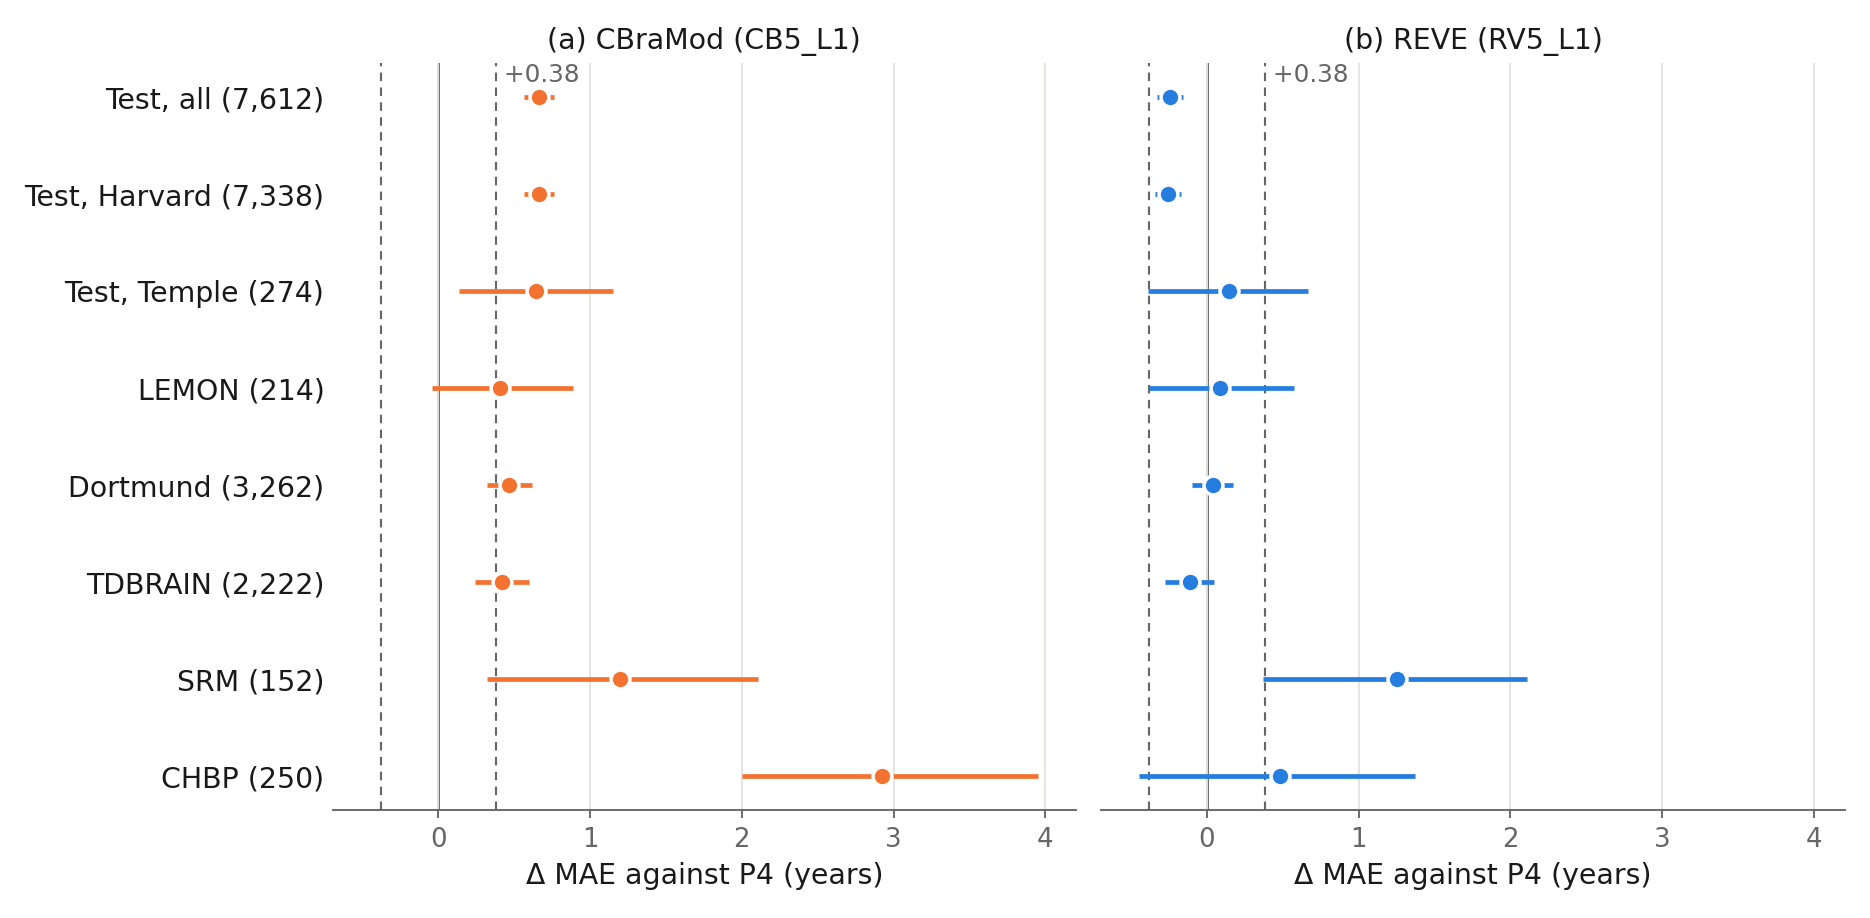 (a) CBraMod (CB5_L1)
(b) REVE (RV5_L1)
+0.38
+0.38
Test, all (7,612)
Test, Harvard (7,338)
Test, Temple (274)
LEMON (214)
Dortmund (3,262)
TDBRAIN (2,222)
SRM (152)
CHBP (250)
0 1 2 3 4
0 1 2 3 4
Δ MAE against P4 (years)
Δ MAE against P4 (years)